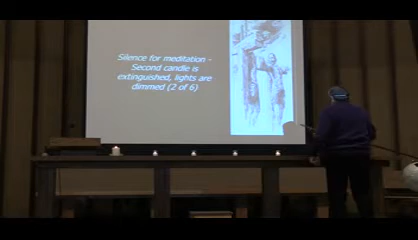 Silence for meditation -
Second candle is
extinguished, lights are
dimmed (2 of 6)